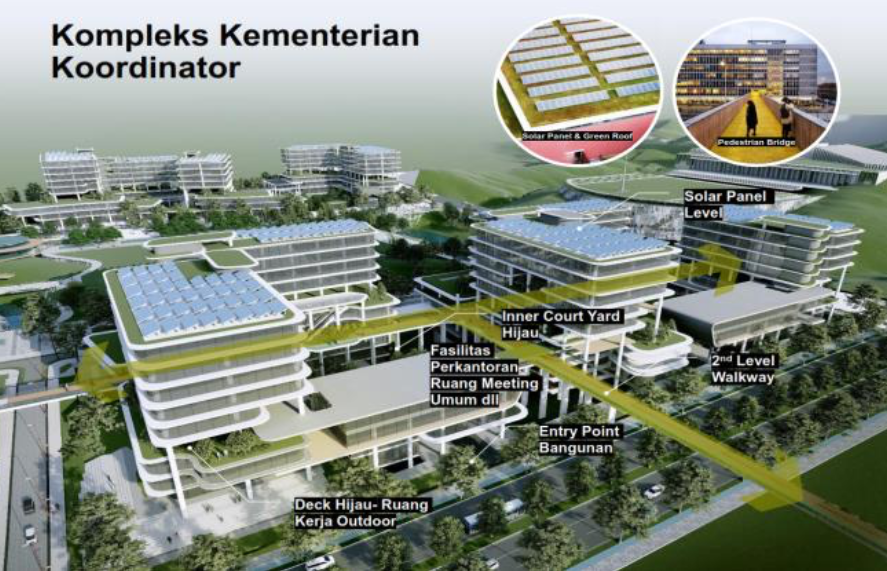 Kompleks Kementerian
Koordinator
Solar Panel & Green Roof
Pedestrian Bridge
Solar Panel
Level
Inner Court Yard
Hijau
Fasilitas
Perkantoran
Ruang Meeting
Umum dll
2nd Level
Walkway
Entry Point
Bangunan
Deck Hijau- Ruang
Kerja Outdoor